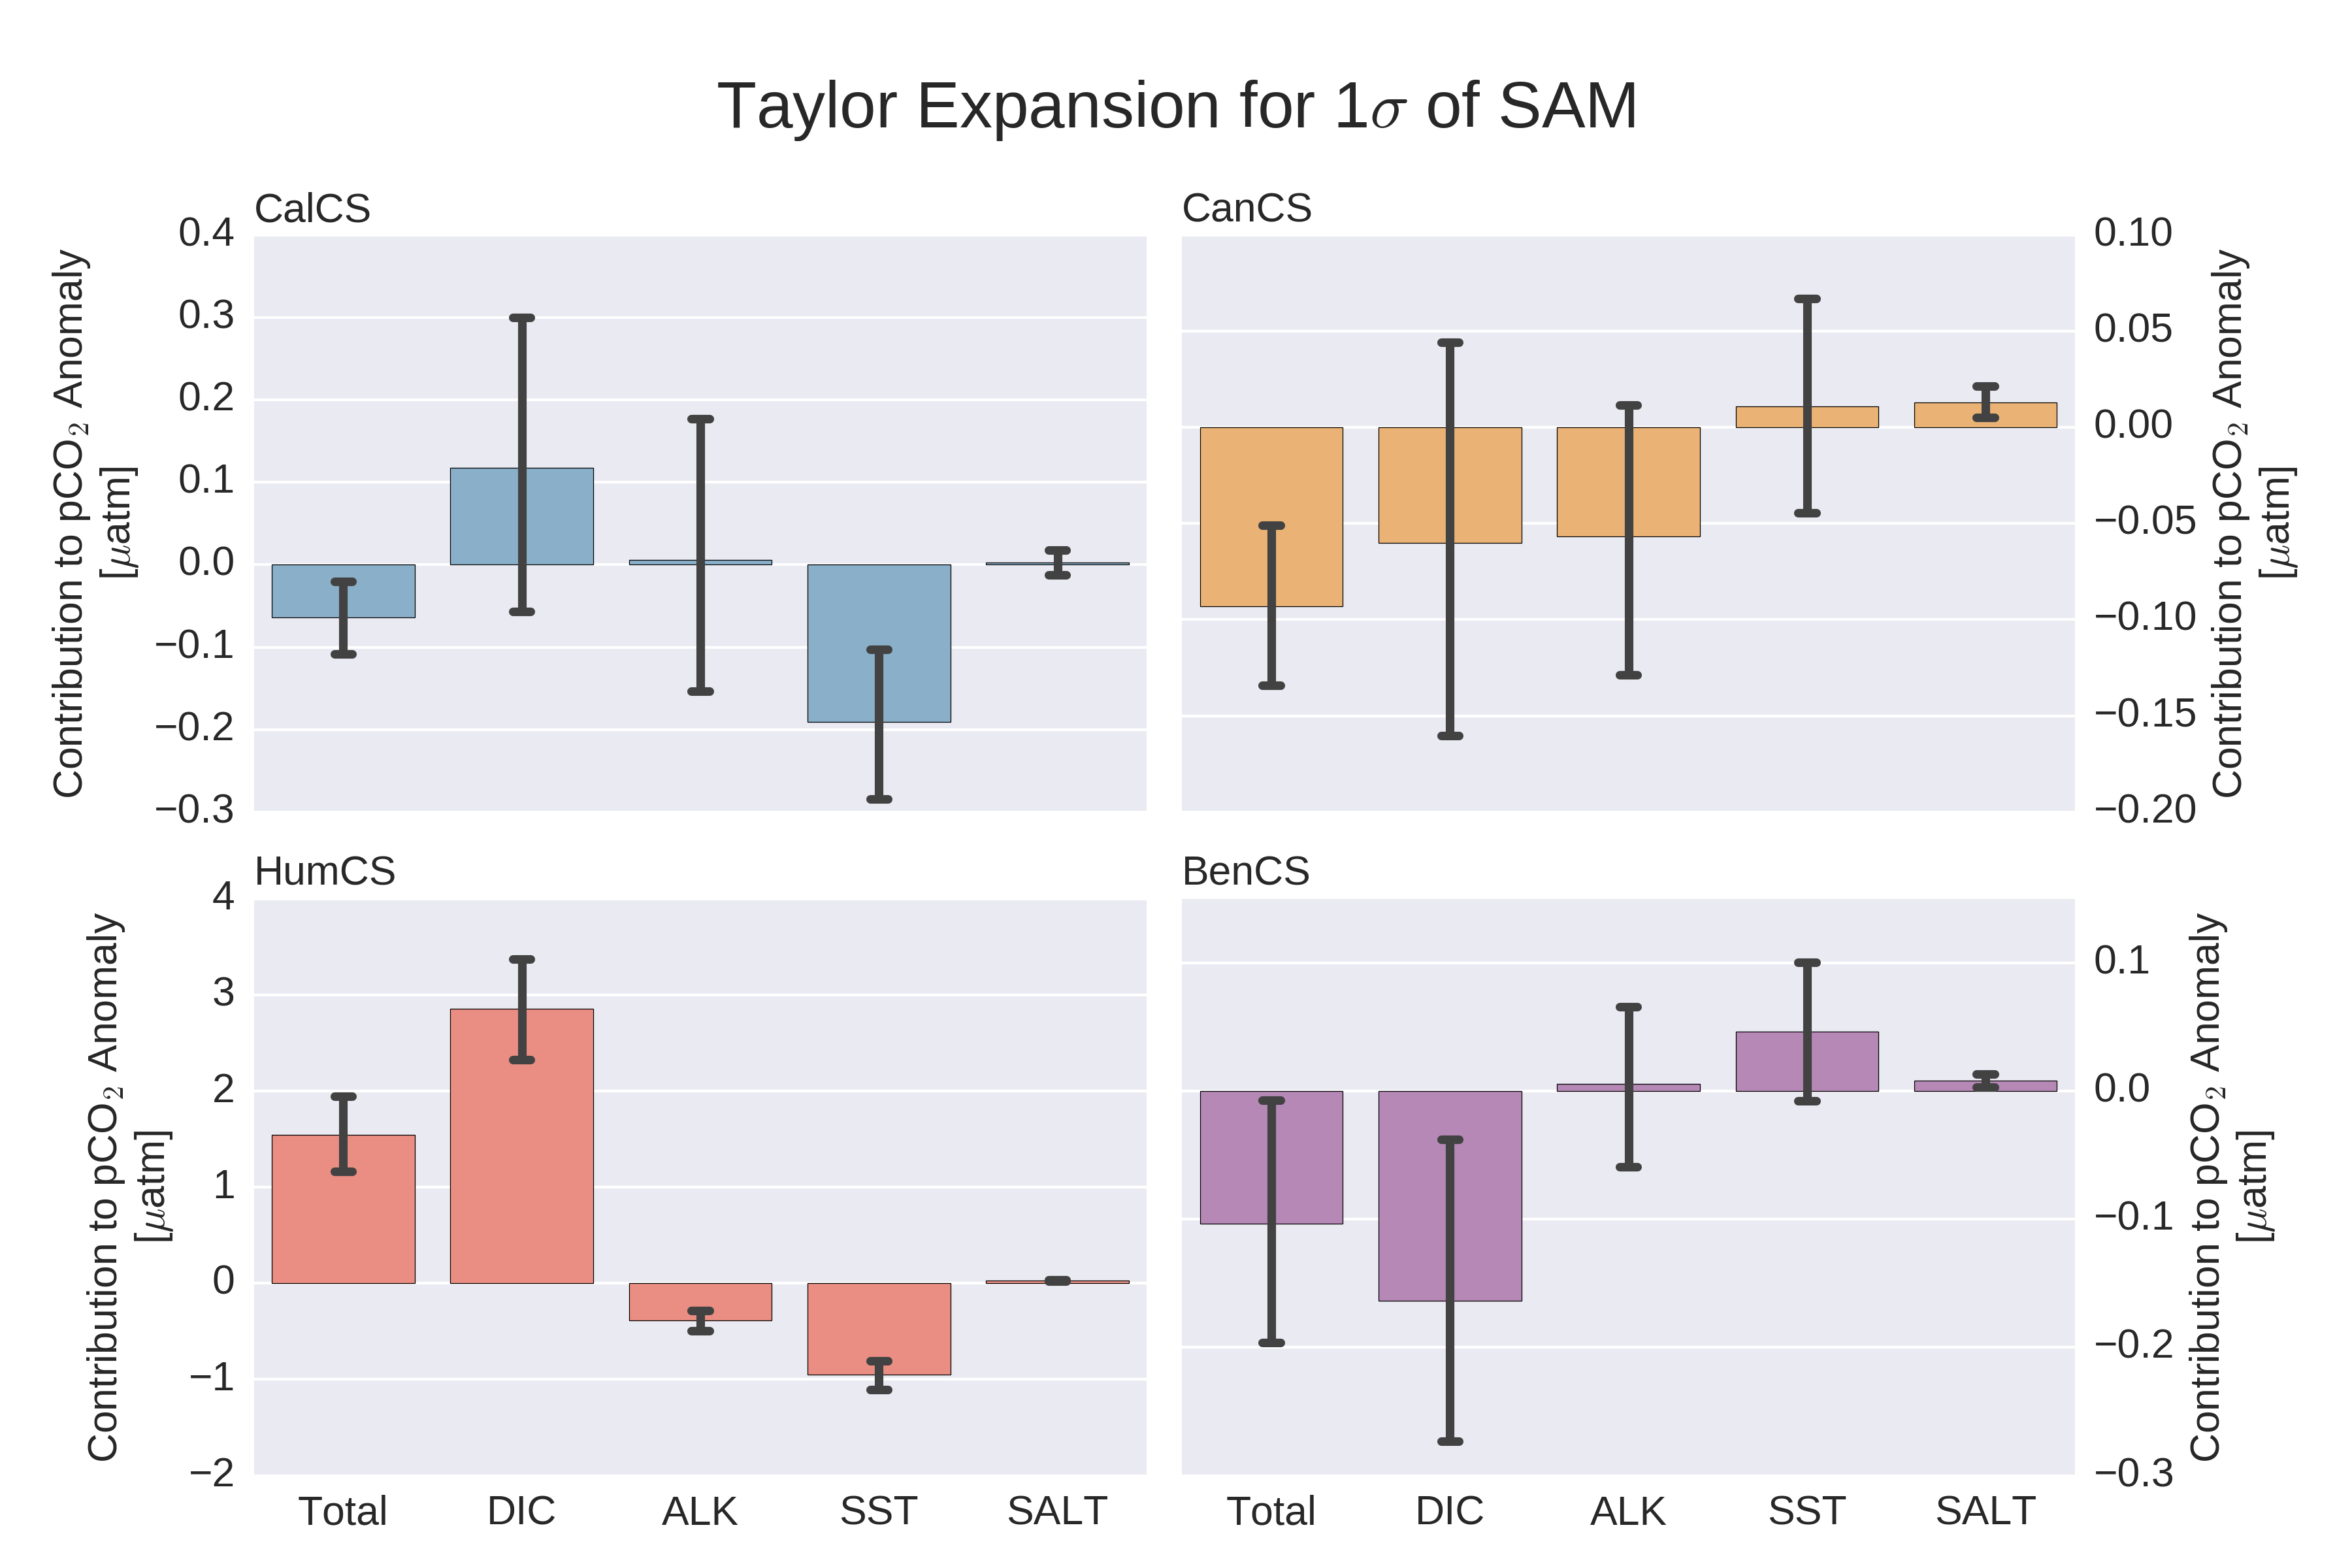 Taylor Expansion for 1σ of SAM
CalCS
Contribution to pCO₂ Anomaly
[μatm]
0.4
0.3
0.2
0.1
0.0
−0.1
−0.2
−0.3
CanCS
0.10
0.05
0.00
−0.05
−0.10
−0.15
−0.20
Contribution to pCO₂ Anomaly
[μatm]
HumCS
Contribution to pCO₂ Anomaly
[μatm]
4
3
2
1
0
−1
−2
Total DIC ALK SST SALT
BenCS
0.1
0.0
−0.1
−0.2
−0.3
Contribution to pCO₂ Anomaly
[μatm]
Total DIC ALK SST SALT